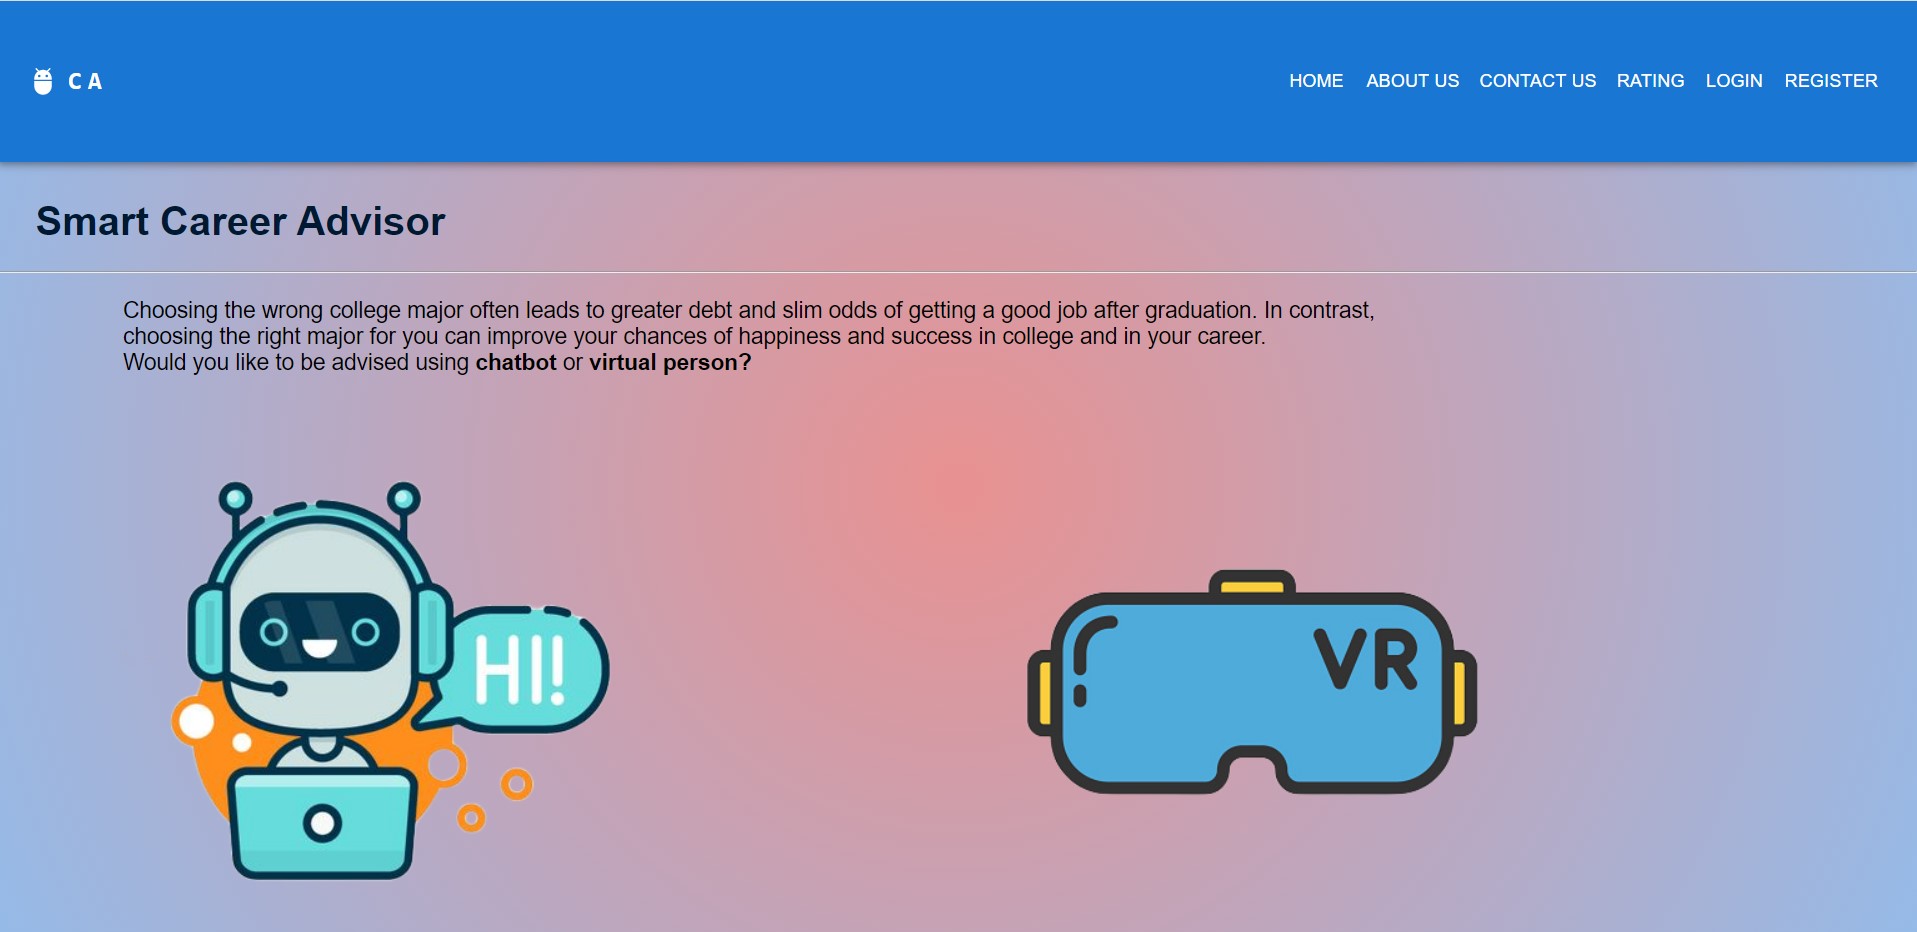 C A
HOME ABOUT US CONTACT US RATING LOGIN REGISTER
Smart Career Advisor
Choosing the wrong college major often leads to greater debt and slim odds of getting a good job after graduation. In contrast,
choosing the right major for you can improve your chances of happiness and success in college and in your career.
Would you like to be advised using chatbot or virtual person?
HI!
VR